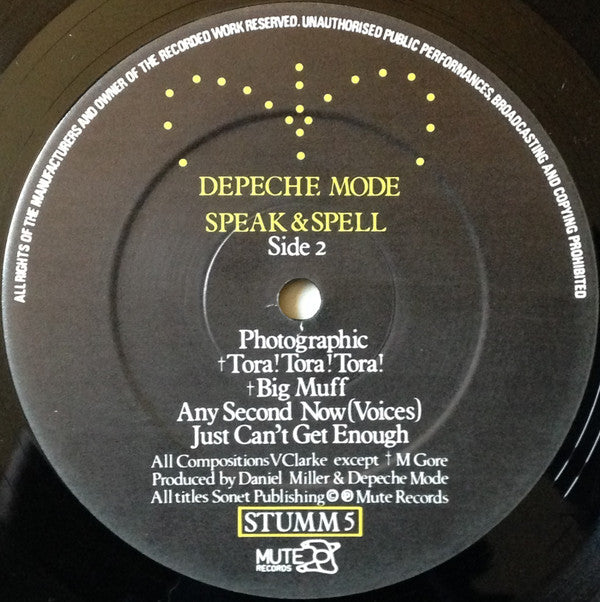 ALL RIGHTS OF THE MANUFACTURERS AND OWNER OF THE RECORDED WORK RESERVED. UNAUTHORISED PUBLIC PERFORMANCES, BROADCASTING AND COPYING PROHIBITED
DEPECHE MODE
SPEAK & SPELL
Side 2
Photographic
†Tora! Tora! Tora!
†Big Muff
Any Second Now (Voices)
Just Can't Get Enough
All Compositions V Clarke except † M Gore
Produced by Daniel Miller & Depeche Mode
All titles Sonet Publishing © ℗ Mute Records
STUMM 5
MUTE
RECORDS